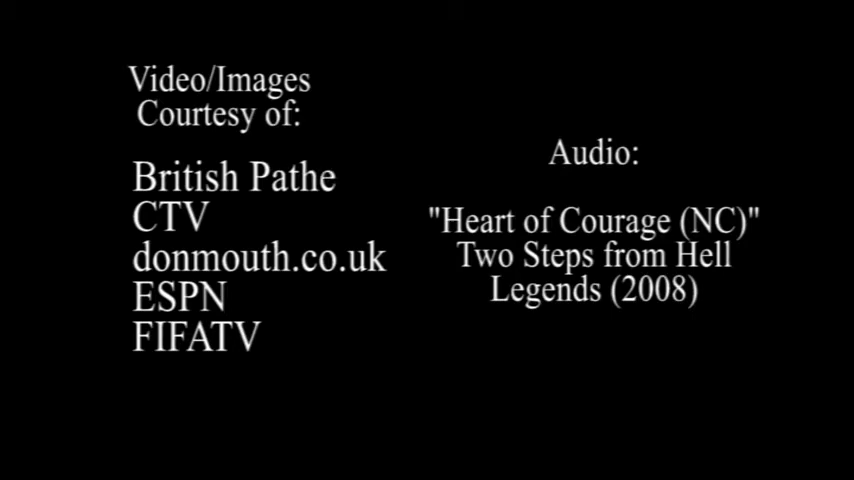 Video/Images
Courtesy of:
British Pathe
CTV
donmouth.co.uk
ESPN
FIFATV
Audio:
"Heart of Courage (NC)"
Two Steps from Hell
Legends (2008)